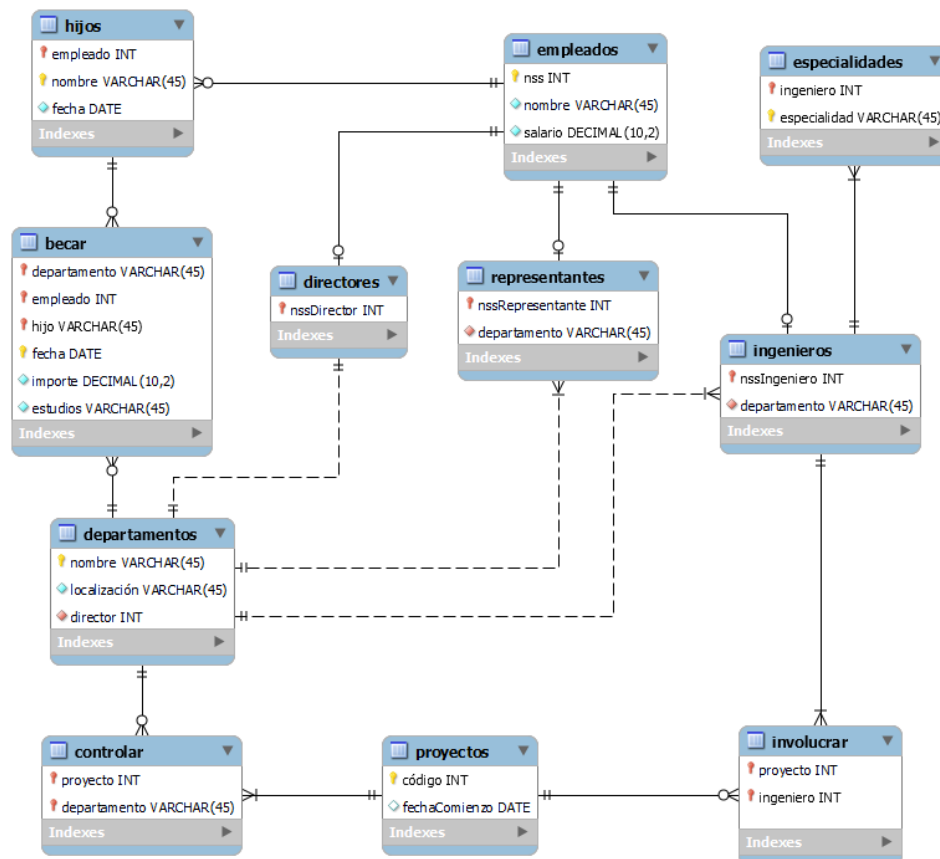 hijos
empleado INT
nombre VARCHAR(45)
fecha DATE
Indexes
empleados
nss INT
nombre VARCHAR(45)
salario DECIMAL(10,2)
Indexes
especialidades
ingeniero INT
especialidad VARCHAR(45)
Indexes
becar
departamento VARCHAR(45)
empleado INT
hijo VARCHAR(45)
fecha DATE
importe DECIMAL(10,2)
estudios VARCHAR(45)
Indexes
directores
nssDirector INT
Indexes
representantes
nssRepresentante INT
departamento VARCHAR(45)
Indexes
ingenieros
nssIngeniero INT
departamento VARCHAR(45)
Indexes
departamentos
nombre VARCHAR(45)
localización VARCHAR(45)
director INT
Indexes
controlar
proyecto INT
departamento VARCHAR(45)
Indexes
proyectos
código INT
fechaComienzo DATE
Indexes
involucrar
proyecto INT
ingeniero INT
Indexes